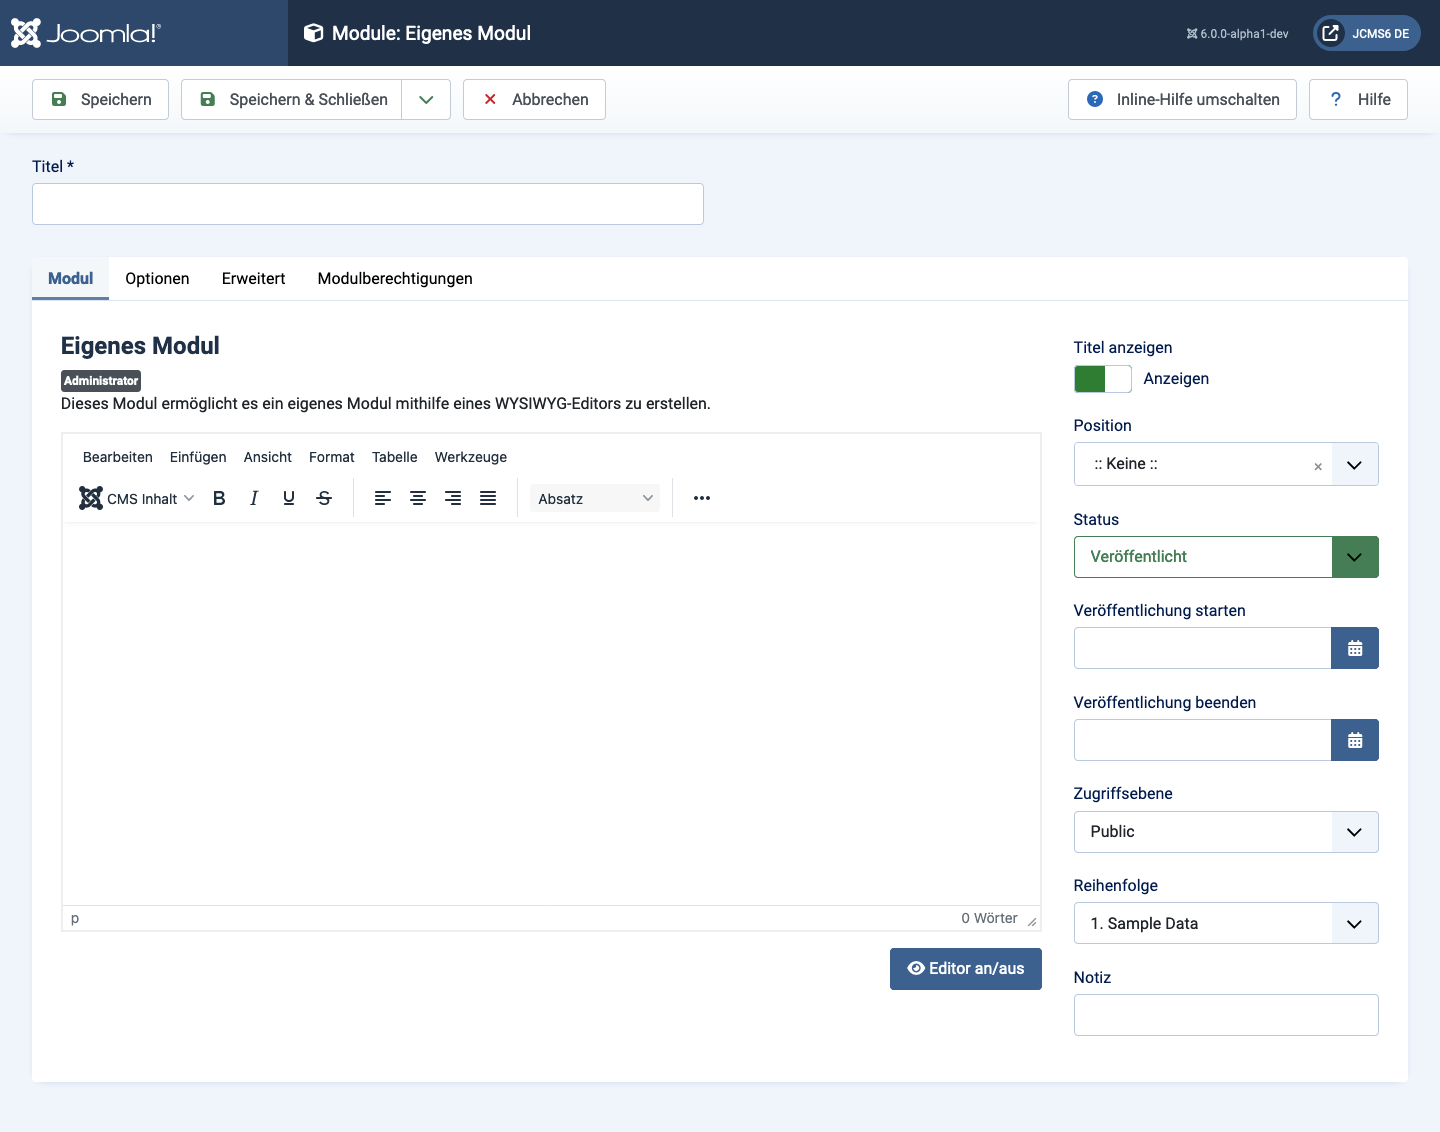 Joomla!®
Module: Eigenes Modul
6.0.0-alpha1-dev
JCMS6 DE
Speichern
Speichern & Schließen
Abbrechen
Inline-Hilfe umschalten
? Hilfe
Titel *
Modul
Optionen
Erweitert
Modulberechtigungen
Eigenes Modul
Administrator
Dieses Modul ermöglicht es ein eigenes Modul mithilfe eines WYSIWYG-Editors zu erstellen.
Bearbeiten Einfügen Ansicht Format Tabelle Werkzeuge
CMS Inhalt B I U S Absatz
p
0 Wörter
Editor an/aus
Titel anzeigen
Anzeigen
Position
:: Keine ::
×
Status
Veröffentlicht
Veröffentlichung starten
Veröffentlichung beenden
Zugriffsebene
Public
Reihenfolge
1. Sample Data
Notiz